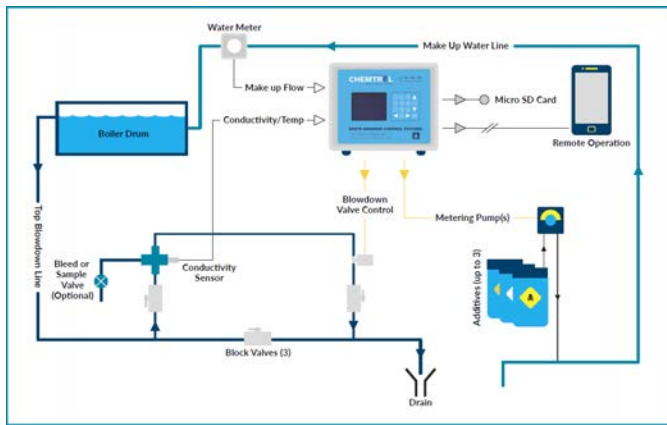 Water Meter
Make Up Water Line
CHEMTROL
Make up Flow
Micro SD Card
Boiler Drum
Conductivity/Temp
Remote Operation
Top Blowdown Line
Blowdown
Valve Control
Metering Pump(s)
Bleed or
Sample
Valve
(Optional)
Conductivity
Sensor
Additives (up to 3)
Block Valves (3)
Drain